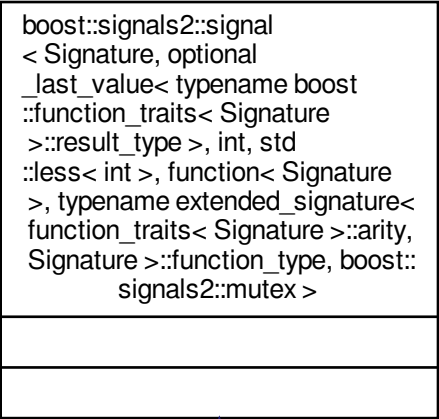 boost::signals2::signal
< Signature, optional
_last_value< typename boost
::function_traits< Signature
>::result_type >, int, std
::less< int >, function< Signature
>, typename extended_signature<
function_traits< Signature >::arity,
Signature >::function_type, boost::
signals2::mutex >